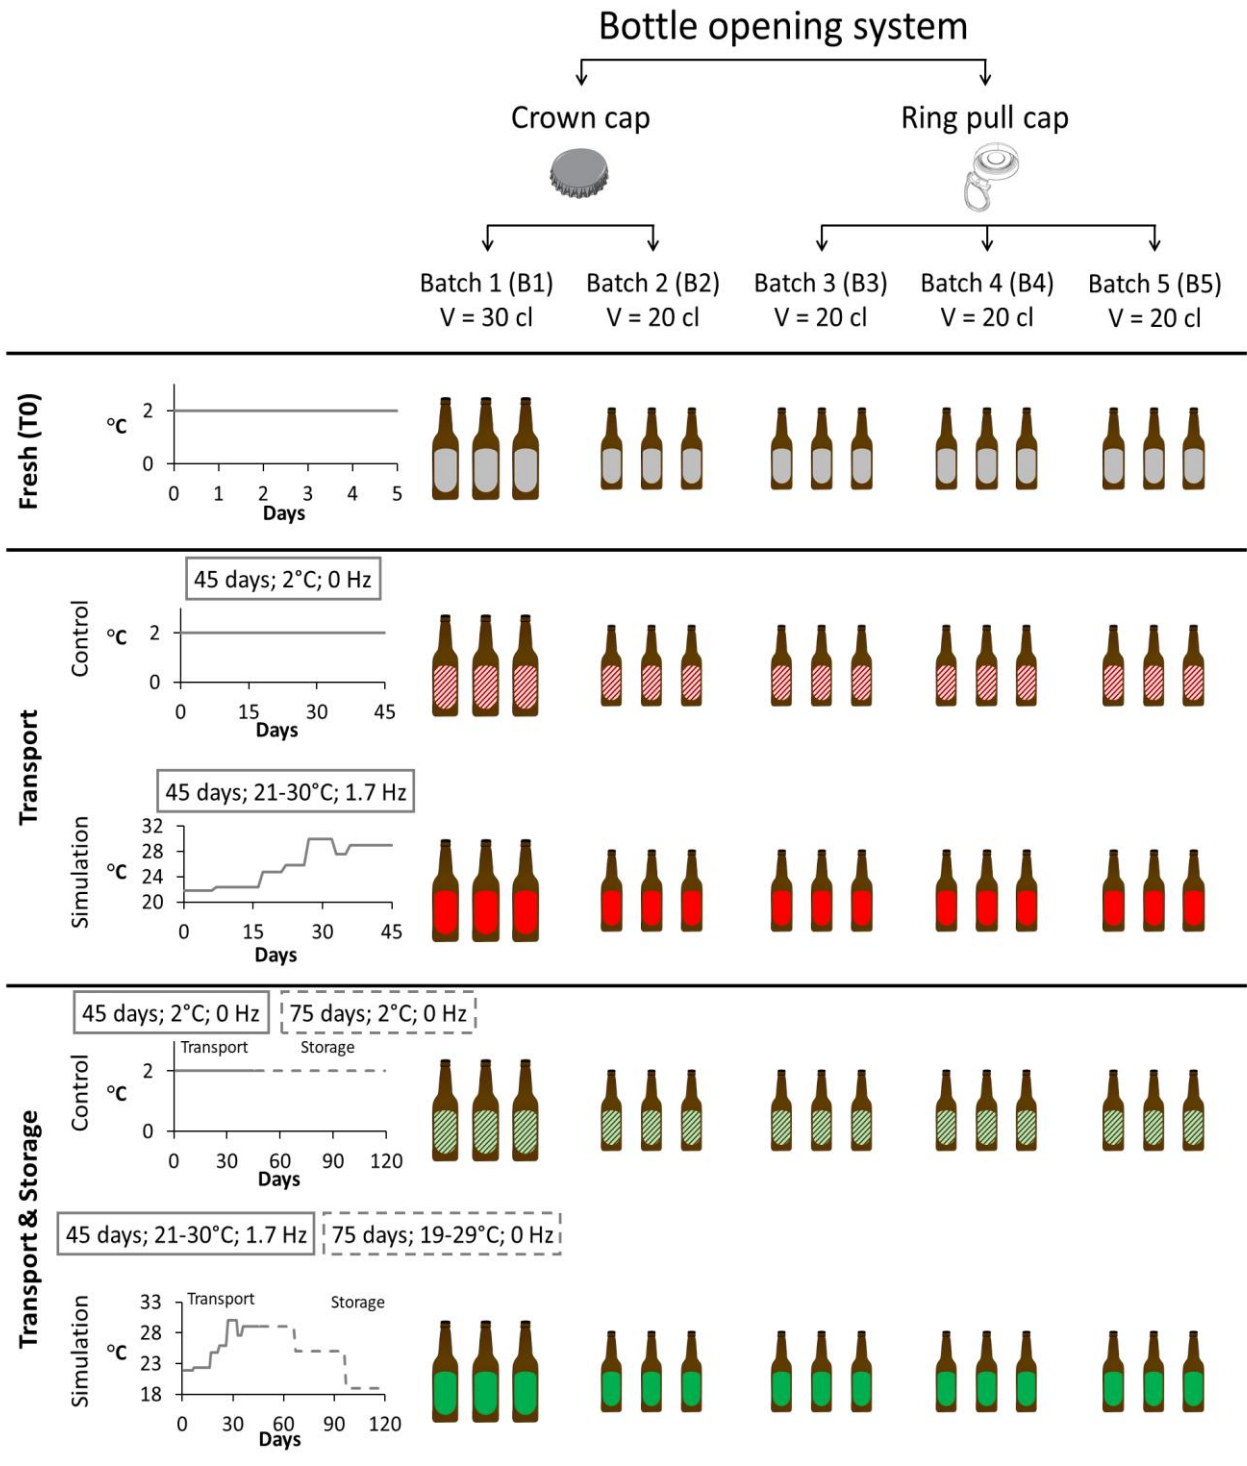 Bottle opening system
Crown cap
Ring pull cap
Batch 1 (B1)
V = 30 cl
Batch 2 (B2)
V = 20 cl
Batch 3 (B3)
V = 20 cl
Batch 4 (B4)
V = 20 cl
Batch 5 (B5)
V = 20 cl
Fresh (T0)
°C
2
0
0 1 2 3 4 5
Days
Transport
Control
45 days; 2°C; 0 Hz
°C
2
0
0 15 30 45
Days
Simulation
45 days; 21-30°C; 1.7 Hz
°C
32
28
24
20
0 15 30 45
Days
Transport & Storage
Control
45 days; 2°C; 0 Hz
75 days; 2°C; 0 Hz
Transport Storage
°C
2
0
0 30 60 90 120
Days
Simulation
45 days; 21-30°C; 1.7 Hz
75 days; 19-29°C; 0 Hz
Transport Storage
°C
33
28
23
18
0 30 60 90 120
Days